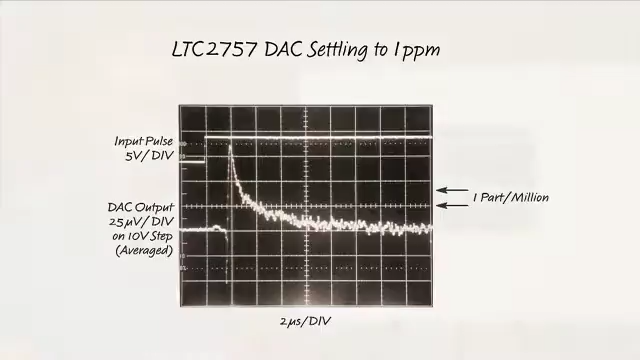 LTC2757 DAC Settling to 1ppm
Input Pulse
5V/DIV
DAC Output
25µV/DIV
on 10V Step
(Averaged)
1 Part/Million
2µs/DIV